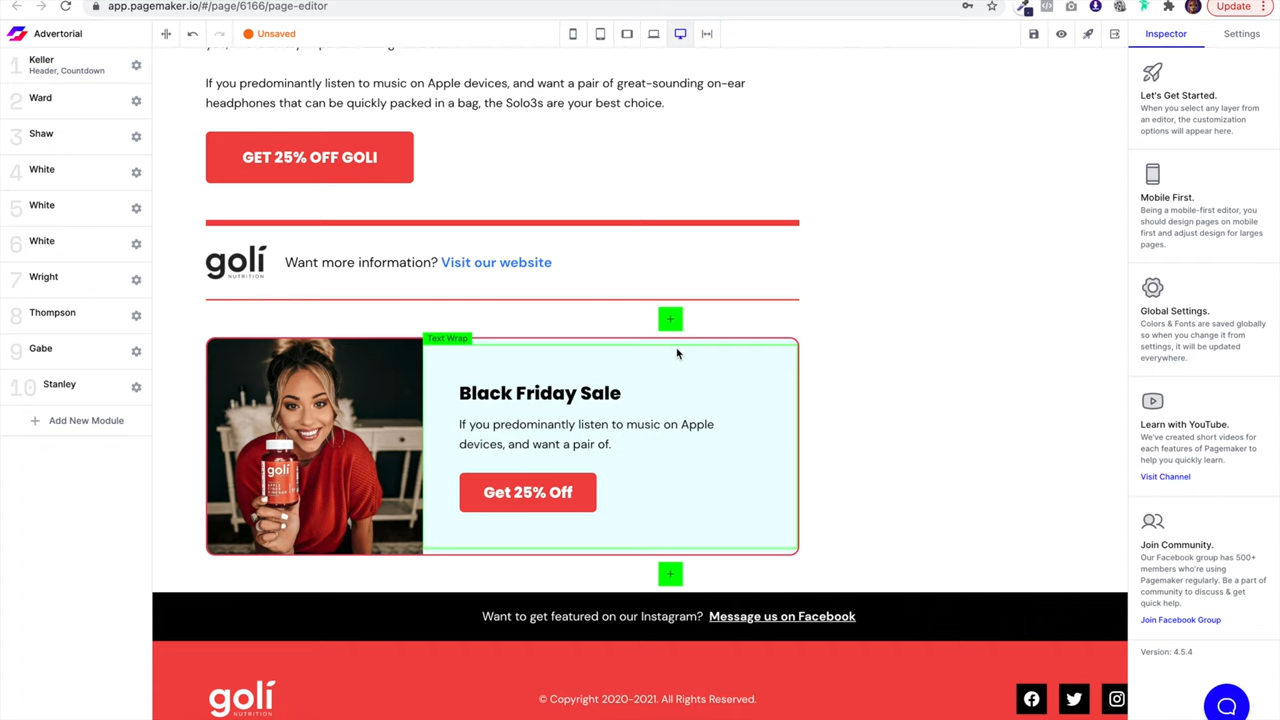 app.pagemaker.io/#/page/6166/page-editor
Update
Advertorial
Unsaved
Inspector
Settings
1
Keller
Header, Countdown
2
Ward
3
Shaw
4
White
5
White
6
White
7
Wright
8
Thompson
9
Gabe
10
Stanley
Add New Module
If you predominantly listen to music on Apple devices, and want a pair of great-sounding on-ear
headphones that can be quickly packed in a bag, the Solo3s are your best choice.
GET 25% OFF GOLI
golí
NUTRITION
Want more information? Visit our website
Text Wrap
golí
Black Friday Sale
If you predominantly listen to music on Apple
devices, and want a pair of.
Get 25% Off
Want to get featured on our Instagram? Message us on Facebook
golí
NUTRITION
© Copyright 2020-2021. All Rights Reserved.
Let's Get Started.
When you select any layer from
an editor, the customization
options will appear here.
Mobile First.
Being a mobile-first editor, you
should design pages on mobile
first and adjust design for larges
pages.
Global Settings.
Colors & Fonts are saved globally
so when you change it from
settings, it will be updated
everywhere.
Learn with YouTube.
We've created short videos for
each features of Pagemaker to
help you quickly learn.
Visit Channel
Join Community.
Our Facebook group has 500+
members who're using
Pagemaker regularly. Be a part of
community to discuss & get
quick help.
Join Facebook Group
Version: 4.5.4